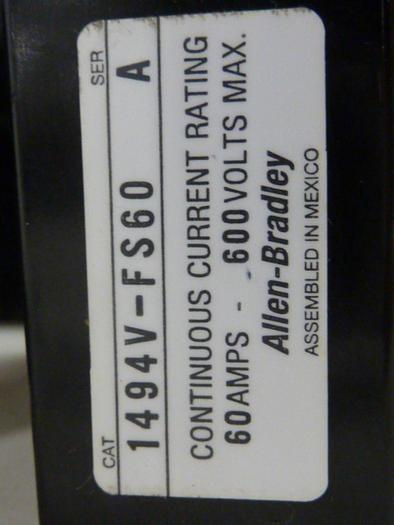 CAT SER
1494V-FS60 A
CONTINUOUS CURRENT RATING
60 AMPS - 600 VOLTS MAX.
Allen-Bradley
ASSEMBLED IN MEXICO